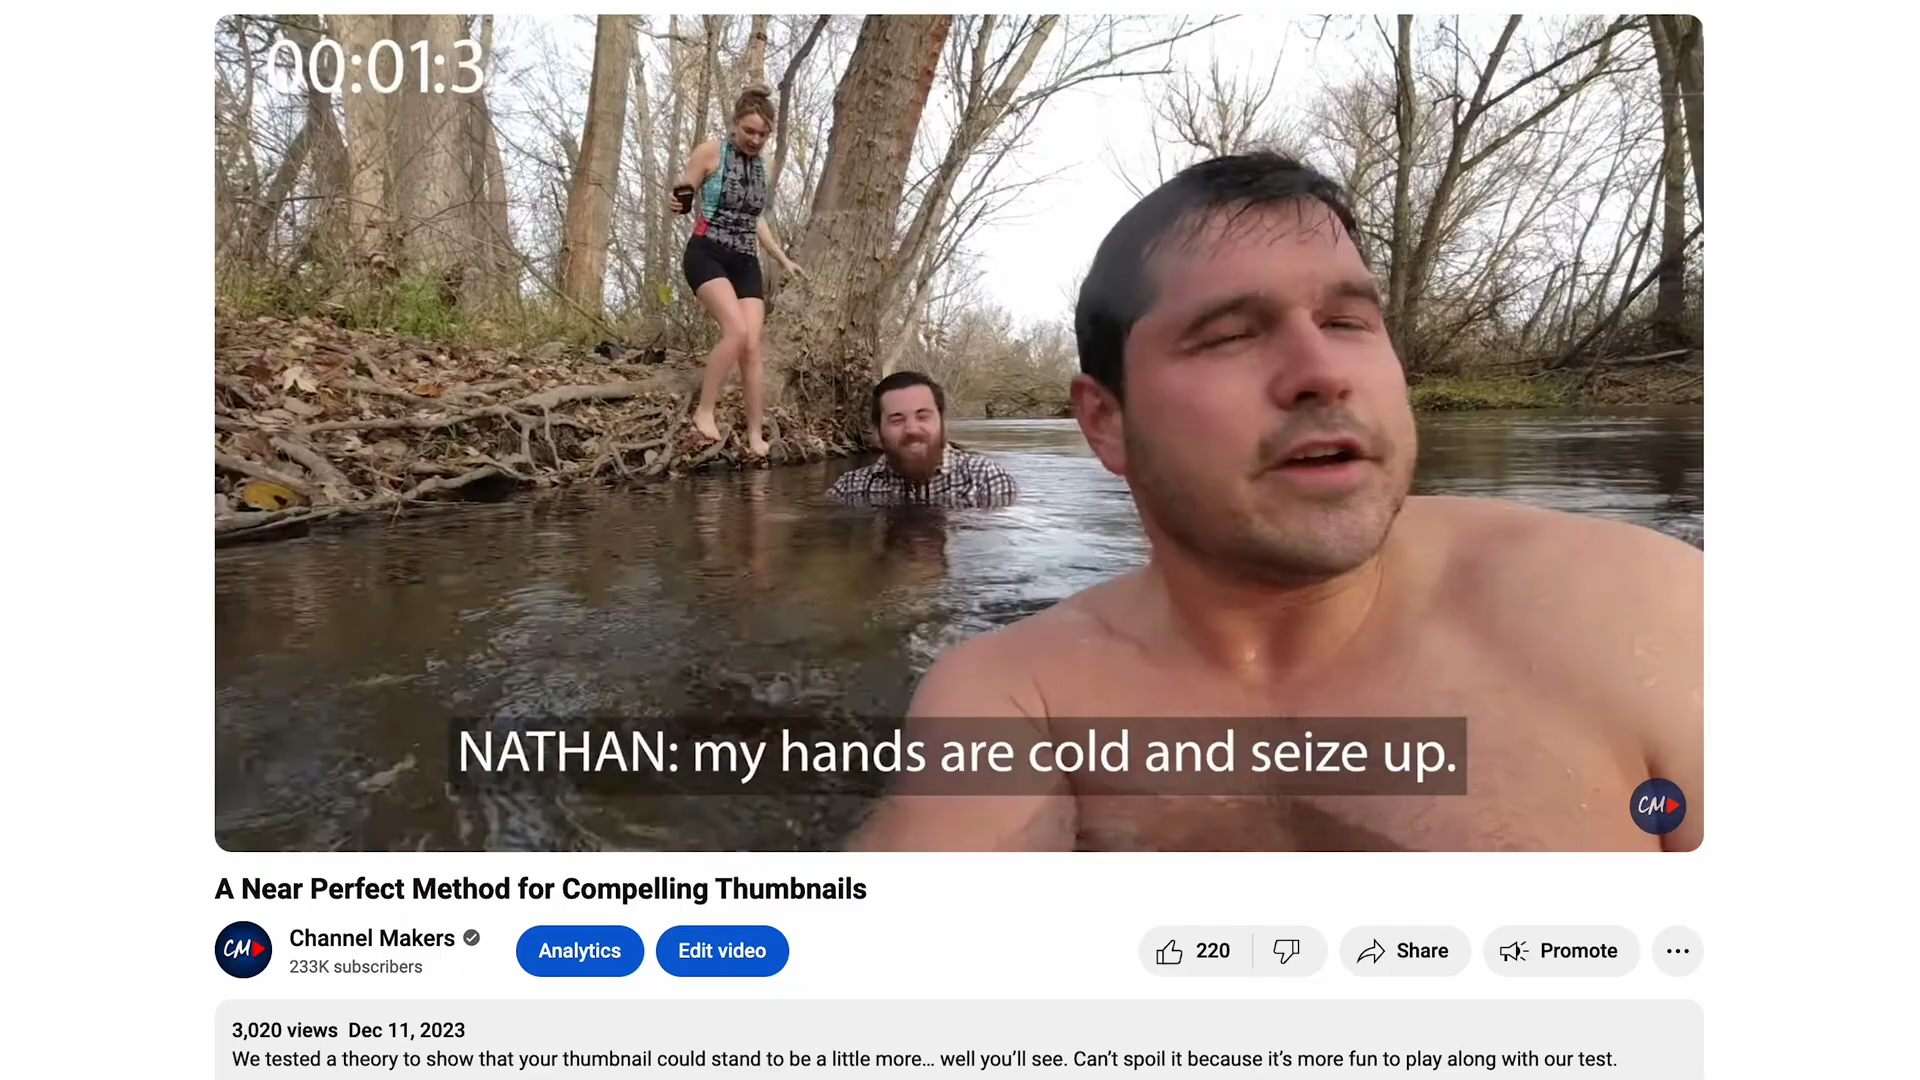 00:01:3
NATHAN: my hands are cold and seize up.
CM
A Near Perfect Method for Compelling Thumbnails
CM
Channel Makers
233K subscribers
Analytics
Edit video
220
Share
Promote
3,020 views Dec 11, 2023
We tested a theory to show that your thumbnail could stand to be a little more... well you'll see. Can't spoil it because it's more fun to play along with our test.